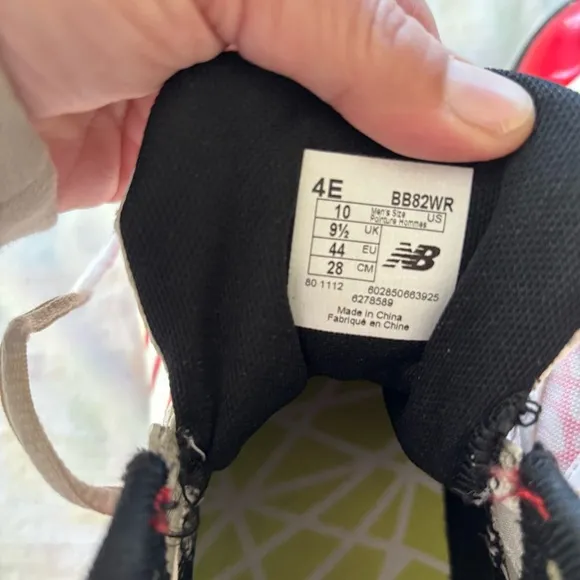 4E BB82WR
10 Men's Size US
Pointure Hommes
9½ UK
44 EU
28 CM
NB
80 1112 602850663925
6278589
Made in China
Fabriqué en Chine